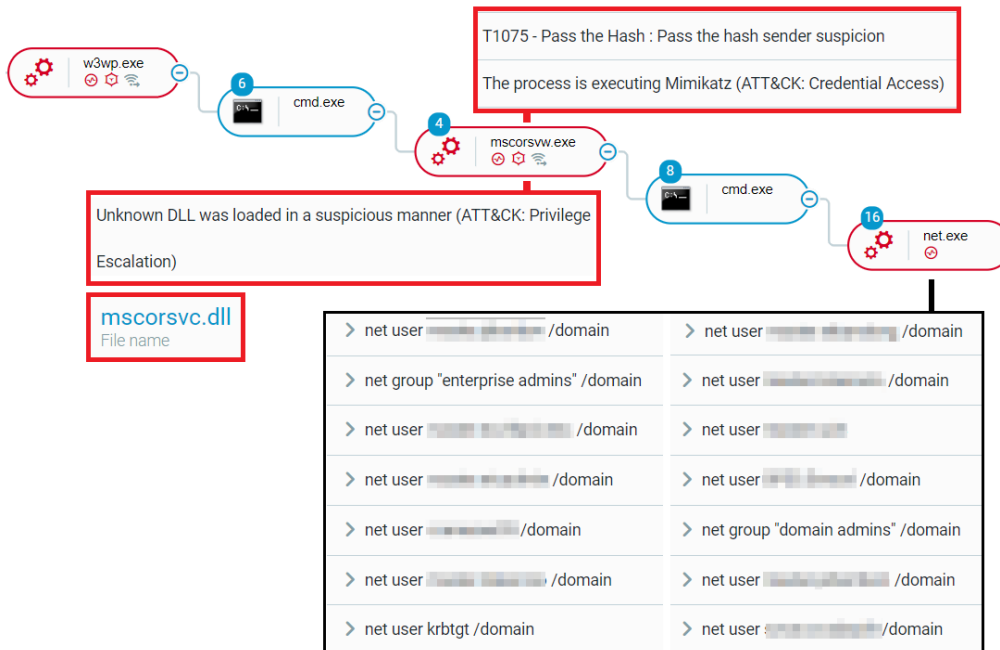 T1075 - Pass the Hash : Pass the hash sender suspicion
The process is executing Mimikatz (ATT&CK: Credential Access)
w3wp.exe
6
cmd.exe
4
mscorsvw.exe
8
cmd.exe
16
net.exe
Unknown DLL was loaded in a suspicious manner (ATT&CK: Privilege
Escalation)
mscorsvc.dll
File name
net user /domain
net group "enterprise admins" /domain
net user /domain
net user /domain
net user /domain
net user /domain
net user krbtgt /domain
net user /domain
net user /domain
net user
net user /domain
net group "domain admins" /domain
net user /domain
net user /domain